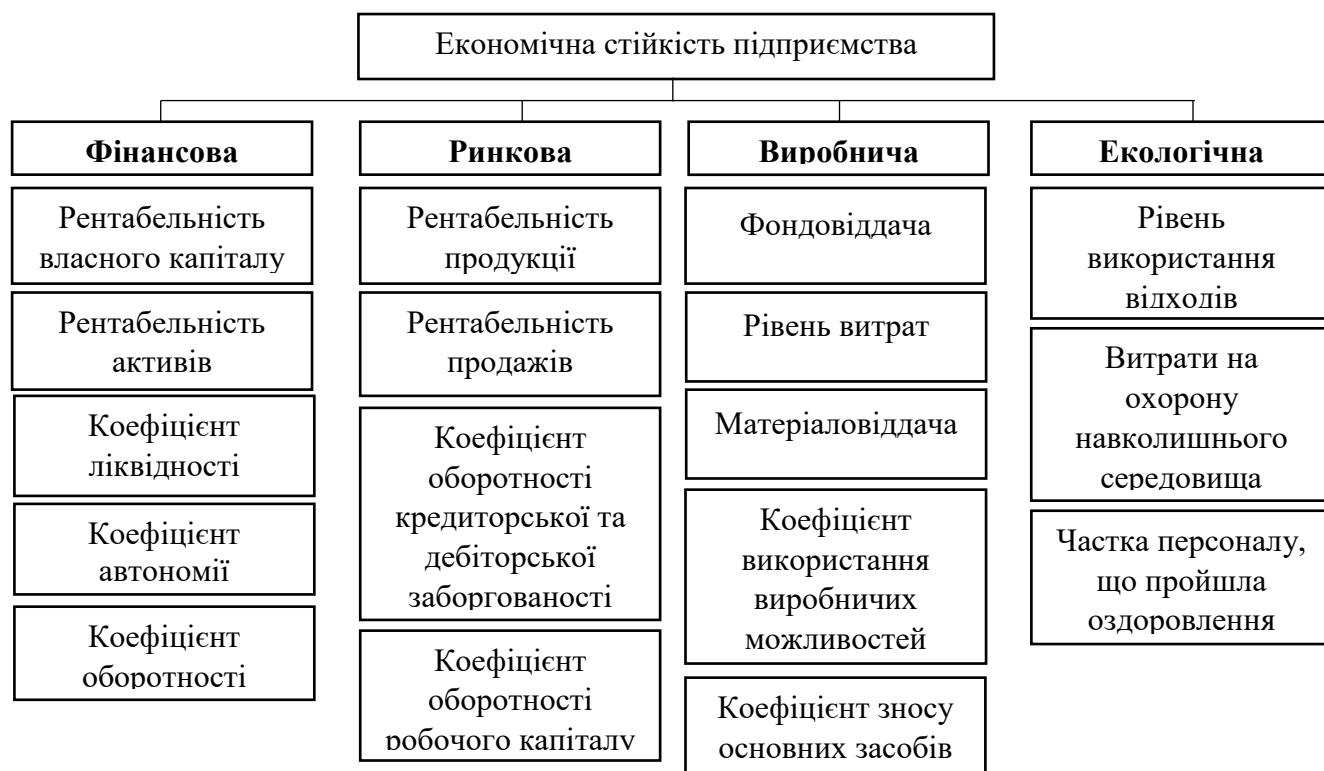 Економічна стійкість підприємства
Фінансова
Рентабельність
власного капіталу
Рентабельність
активів
Коефіцієнт
ліквідності
Коефіцієнт
автономії
Коефіцієнт
оборотності
Ринкова
Рентабельність
продукції
Рентабельність
продажів
Коефіцієнт
оборотності
кредиторської та
дебіторської
заборгованості
Коефіцієнт
оборотності
робочого капіталу
Виробнича
Фондовіддача
Рівень витрат
Матеріаловіддача
Коефіцієнт
використання
виробничих
можливостей
Коефіцієнт зносу
основних засобів
Екологічна
Рівень
використання
відходів
Витрати на
охорону
навколишнього
середовища
Частка персоналу,
що пройшла
оздоровлення